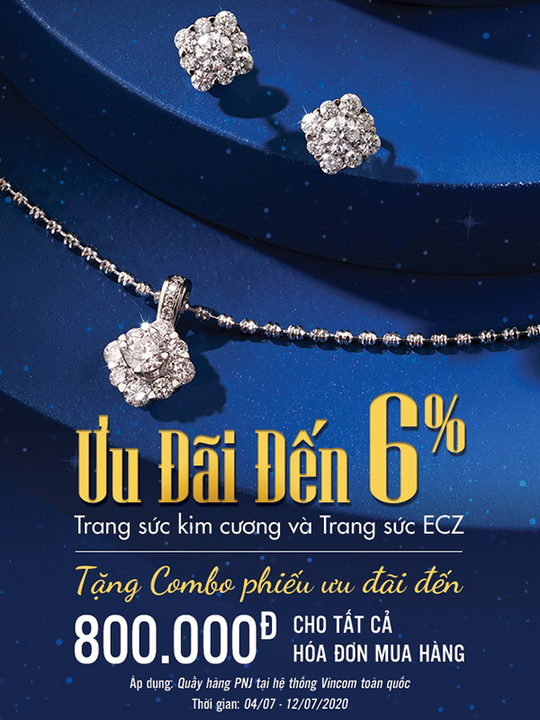 Ưu Đãi Đến 6%
Trang sức kim cương và Trang sức ECZ
Tặng Combo phiếu ưu đãi đến
800.000Đ CHO TẤT CẢ
HÓA ĐƠN MUA HÀNG
Áp dụng: Quầy hàng PNJ tại hệ thống Vincom toàn quốc
Thời gian: 04/07 - 12/07/2020